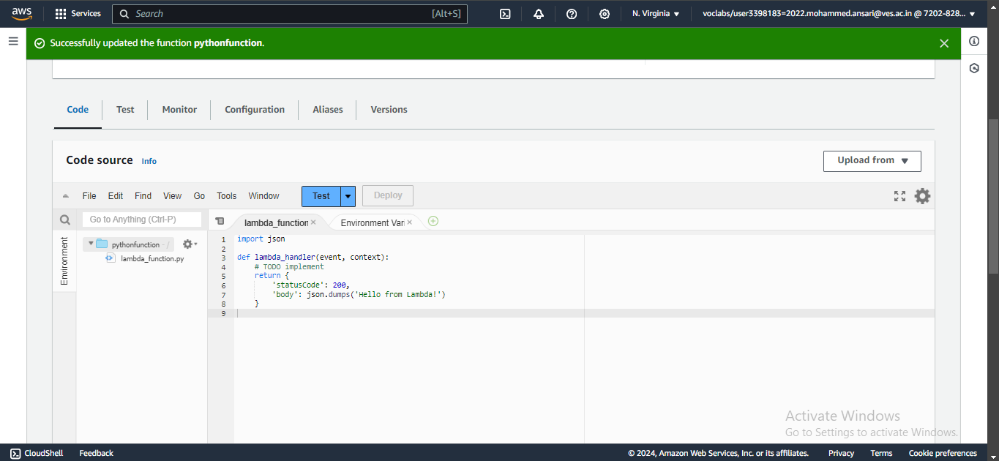 aws Services Search [Alt+S] N. Virginia voclabs/user3398183=2022.mohammed.ansari@ves.ac.in @ 7202-828...
Successfully updated the function pythonfunction.
Code Test Monitor Configuration Aliases Versions
Code source Info Upload from
File Edit Find View Go Tools Window Test Deploy
Go to Anything (Ctrl-P) lambda_function Environment Vari
Environment
pythonfunction - /
lambda_function.py
1 import json
2
3 def lambda_handler(event, context):
4 # TODO implement
5 return {
6 'statusCode': 200,
7 'body': json.dumps('Hello from Lambda!')
8 }
9
Activate Windows
Go to Settings to activate Windows.
CloudShell Feedback © 2024, Amazon Web Services, Inc. or its affiliates. Privacy Terms Cookie preferences